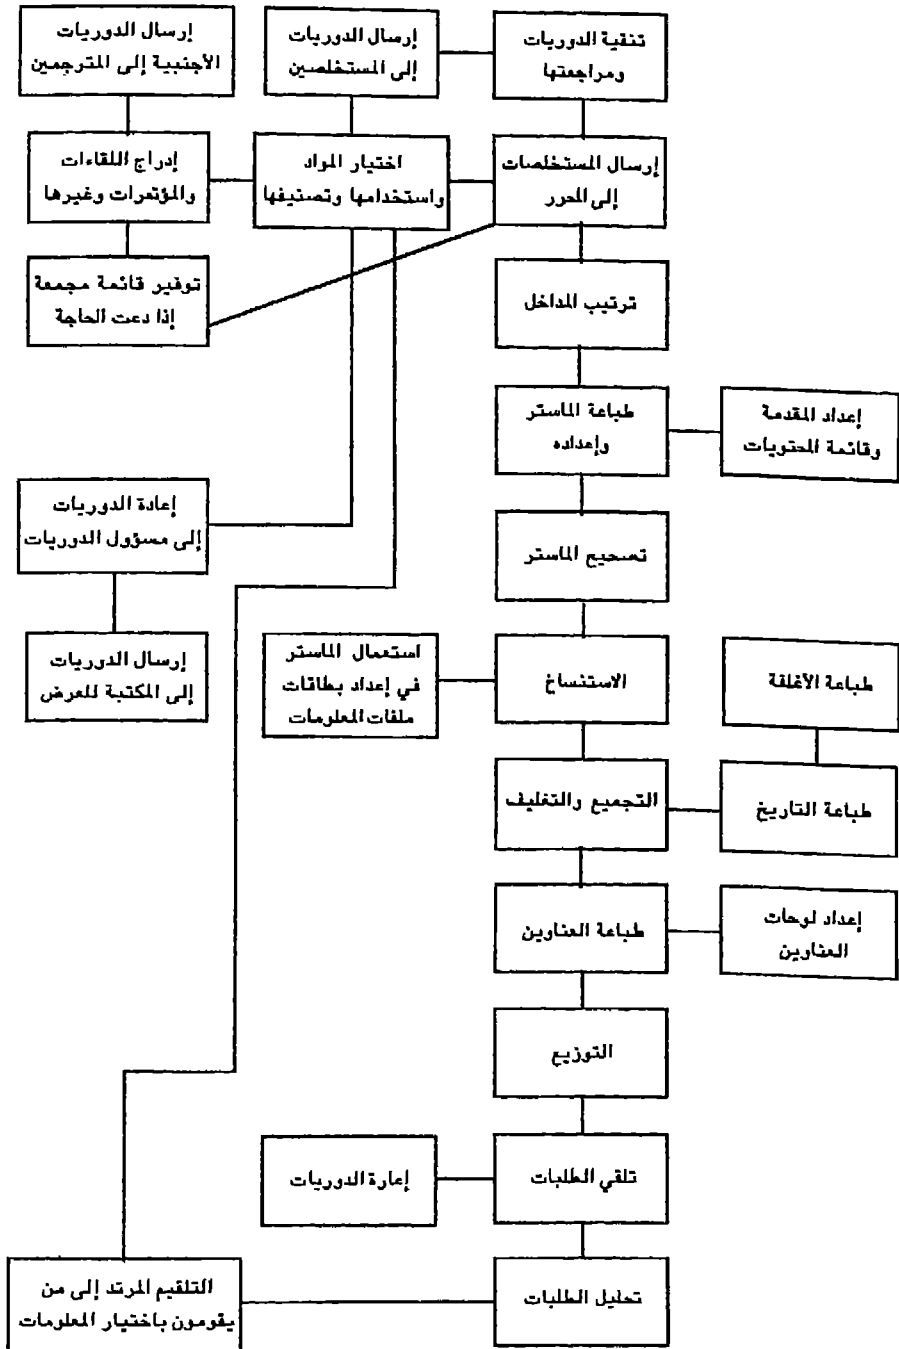 تنقية الدوريات
ومراجعتها
إرسال الدوريات
إلى المستخلصين
إرسال الدوريات
الأجنبية إلى المترجمين
إرسال المستخلصات
إلى المحرر
اختيار المواد
واستخدامها وتصنيفها
إدراج اللقاءات
والمؤتمرات وغيرها
توفير قائمة مجمعة
إذا دعت الحاجة
ترتيب المداخل
إعداد المقدمة
وقائمة المحتويات
طباعة الماستر
وإعداده
إعادة الدوريات
إلى مسؤول الدوريات
تصحيح الماستر
طباعة الأغلفة
الاستنساخ
استعمال الماستر
في إعداد بطاقات
ملفات المعلومات
إرسال الدوريات
إلى المكتبة للعرض
طباعة التاريخ
التجميع والتغليف
إعداد لوحات
العناوين
طباعة العناوين
التوزيع
تلقي الطلبات
إعارة الدوريات
تحليل الطلبات
التلقيم المرتد إلى من
يقومون باختيار المعلومات